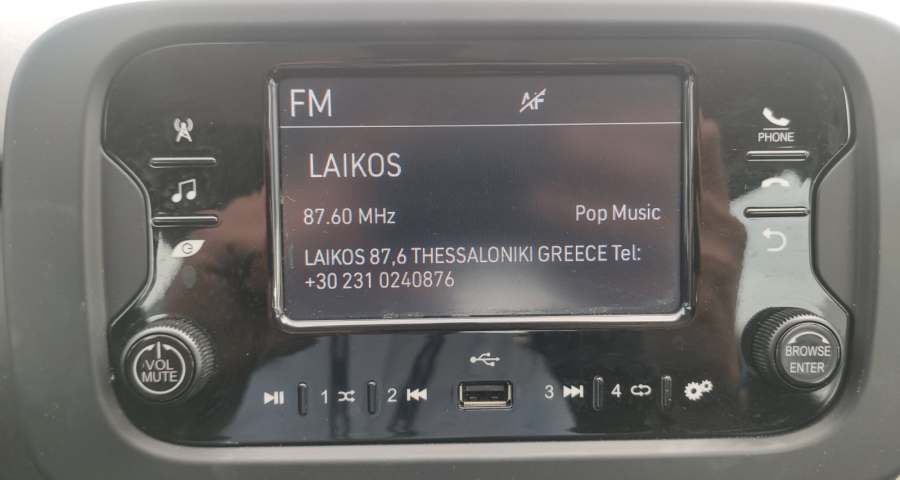 FM AF
LAIKOS
87.60 MHz Pop Music
LAIKOS 87,6 THESSALONIKI GREECE Tel:
+30 231 0240876
PHONE
VOL
MUTE
BROWSE
ENTER
1 2 3 4